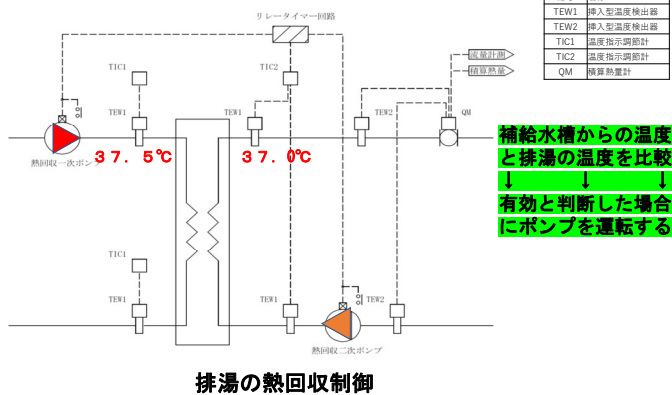 リレータイマー回路
TEW1 挿入型温度検出器
TEW2 挿入型温度検出器
TIC1 温度指示調節計
TIC2 温度指示調節計
QM 積算熱量計
流量計測
積算熱量
TIC1
TIC2
TEW1
TEW1
TEW2
QM
熱回収一次ポンプ
37.5℃
37.0℃
補給水槽からの温度
と排湯の温度を比較
↓ ↓ ↓
有効と判断した場合
にポンプを運転する
TIC1
TEW1
TEW1
TEW2
熱回収二次ポンプ
排湯の熱回収制御